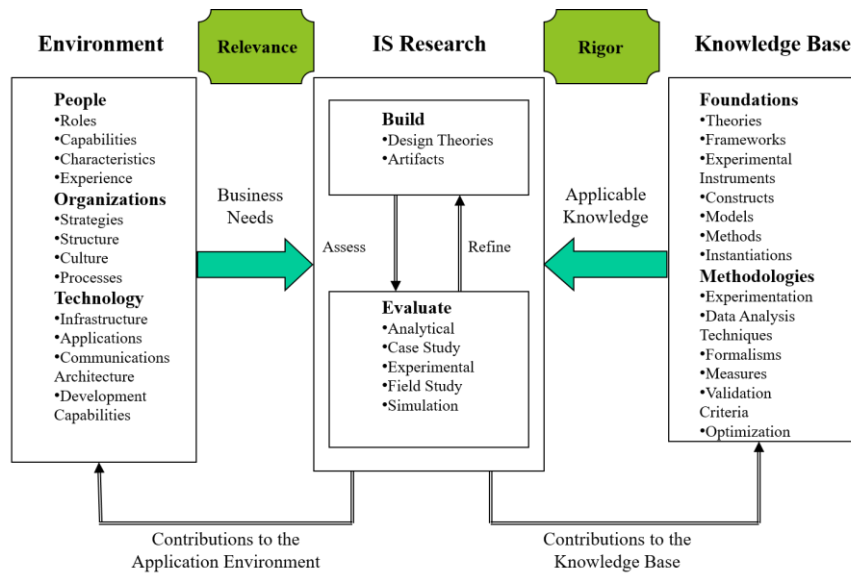 Environment
Relevance
IS Research
Rigor
Knowledge Base
People
•Roles
•Capabilities
•Characteristics
•Experience
Organizations
•Strategies
•Structure
•Culture
•Processes
Technology
•Infrastructure
•Applications
•Communications
Architecture
•Development
Capabilities
Business
Needs
Build
•Design Theories
•Artifacts
Assess
Refine
Evaluate
•Analytical
•Case Study
•Experimental
•Field Study
•Simulation
Applicable
Knowledge
Foundations
•Theories
•Frameworks
•Experimental
Instruments
•Constructs
•Models
•Methods
•Instantiations
Methodologies
•Experimentation
•Data Analysis
Techniques
•Formalisms
•Measures
•Validation
Criteria
•Optimization
Contributions to the
Application Environment
Contributions to the
Knowledge Base